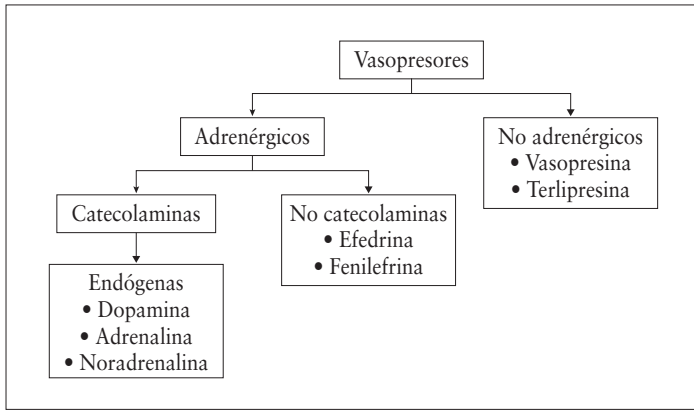 Vasopresores
Adrenérgicos
No adrenérgicos
• Vasopresina
• Terlipresina
Catecolaminas
No catecolaminas
• Efedrina
• Fenilefrina
Endógenas
• Dopamina
• Adrenalina
• Noradrenalina